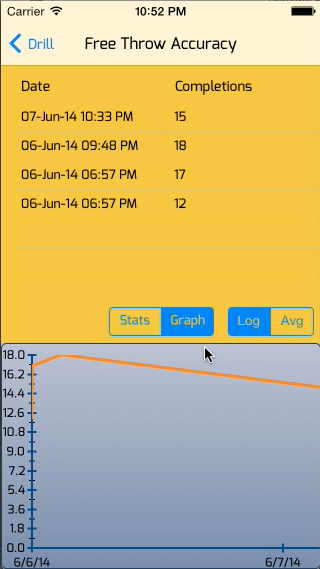 Carrier 10:52 PM
Drill Free Throw Accuracy
Date Completions
07-Jun-14 10:33 PM 15
06-Jun-14 09:48 PM 18
06-Jun-14 06:57 PM 17
06-Jun-14 06:57 PM 12
Stats Graph Log Avg
18.0
16.2
14.4
12.6
10.8
9.0
7.2
5.4
3.6
1.8
0.0
6/6/14 6/7/14